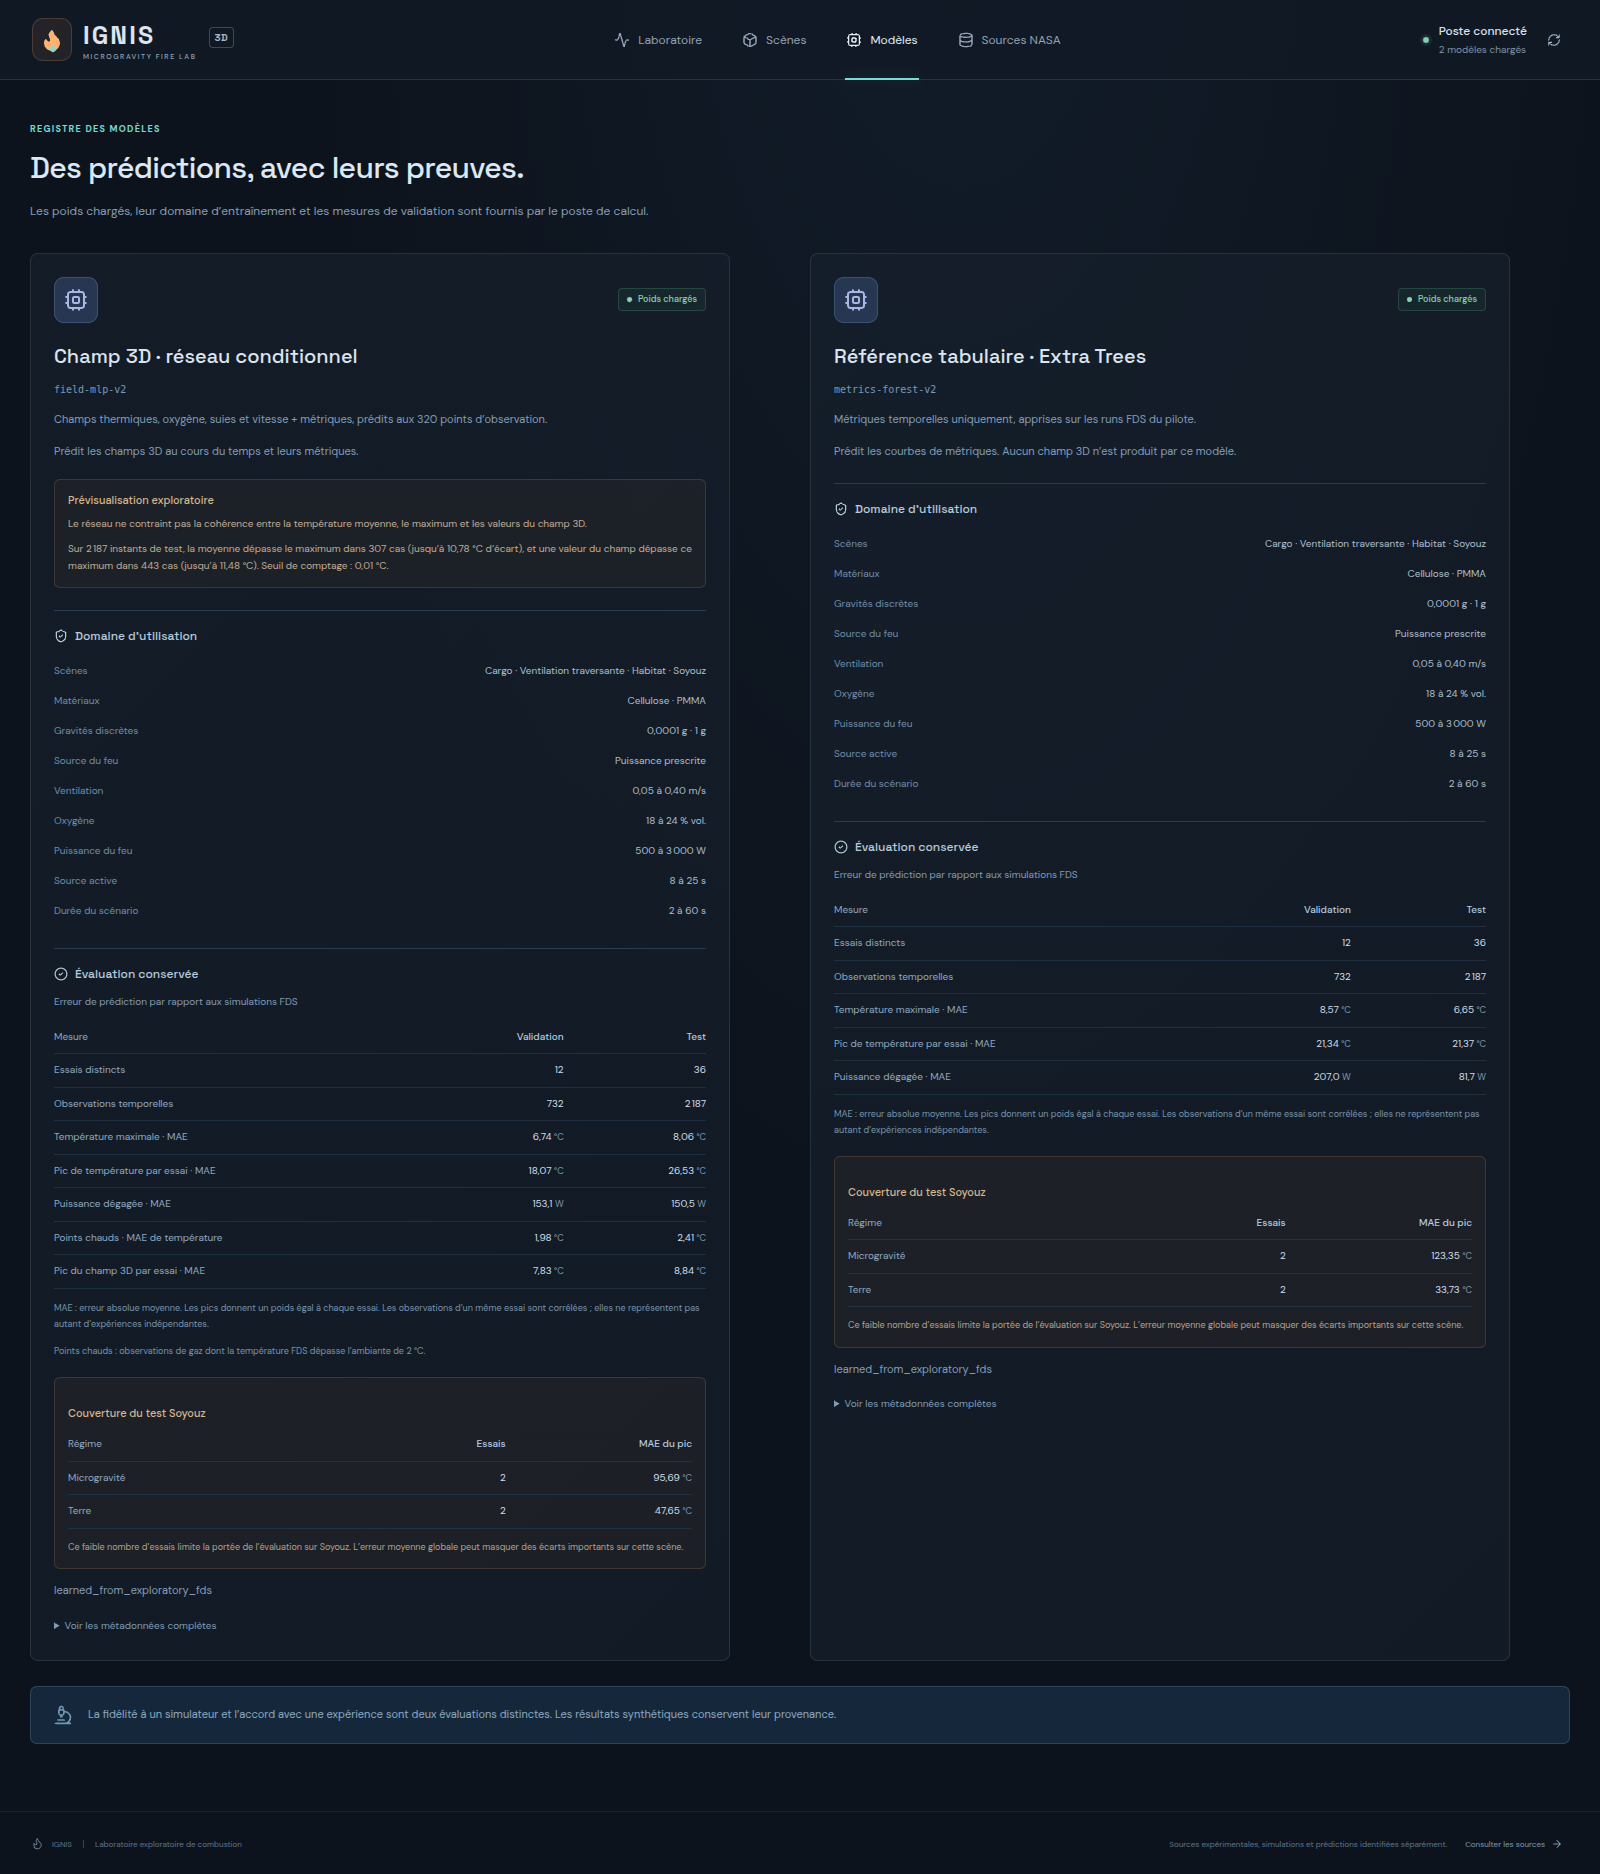 IGNIS
MICROGRAVITY FIRE LAB
3D
Laboratoire
Scènes
Modèles
Sources NASA
Poste connecté
2 modèles chargés
REGISTRE DES MODÈLES
Des prédictions, avec leurs preuves.
Les poids chargés, leur domaine d’entraînement et les mesures de validation sont fournis par le poste de calcul.
Poids chargés
Champ 3D · réseau conditionnel
field-mlp-v2
Champs thermiques, oxygène, suies et vitesse + métriques, prédits aux 320 points d’observation.
Prédit les champs 3D au cours du temps et leurs métriques.
Prévisualisation exploratoire
Le réseau ne contraint pas la cohérence entre la température moyenne, le maximum et les valeurs du champ 3D.
Sur 2 187 instants de test, la moyenne dépasse le maximum dans 307 cas (jusqu’à 10,78 °C d’écart), et une valeur du champ dépasse ce
maximum dans 443 cas (jusqu’à 11,48 °C). Seuil de comptage : 0,01 °C.
Domaine d’utilisation
Scènes Cargo · Ventilation traversante · Habitat · Soyouz
Matériaux Cellulose · PMMA
Gravités discrètes 0,0001 g · 1 g
Source du feu Puissance prescrite
Ventilation 0,05 à 0,40 m/s
Oxygène 18 à 24 % vol.
Puissance du feu 500 à 3 000 W
Source active 8 à 25 s
Durée du scénario 2 à 60 s
Évaluation conservée
Erreur de prédiction par rapport aux simulations FDS
Mesure Validation Test
Essais distincts 12 36
Observations temporelles 732 2 187
Température maximale · MAE 6,74 °C 8,06 °C
Pic de température par essai · MAE 18,07 °C 26,53 °C
Puissance dégagée · MAE 153,1 W 150,5 W
Points chauds · MAE de température 1,98 °C 2,41 °C
Pic du champ 3D par essai · MAE 7,83 °C 8,84 °C
MAE : erreur absolue moyenne. Les pics donnent un poids égal à chaque essai. Les observations d’un même essai sont corrélées ; elles ne représentent pas
autant d’expériences indépendantes.
Points chauds : observations de gaz dont la température FDS dépasse l’ambiante de 2 °C.
Couverture du test Soyouz
Régime Essais MAE du pic
Microgravité 2 95,69 °C
Terre 2 47,65 °C
Ce faible nombre d’essais limite la portée de l’évaluation sur Soyouz. L’erreur moyenne globale peut masquer des écarts importants sur cette scène.
learned_from_exploratory_fds
Voir les métadonnées complètes
Poids chargés
Référence tabulaire · Extra Trees
metrics-forest-v2
Métriques temporelles uniquement, apprises sur les runs FDS du pilote.
Prédit les courbes de métriques. Aucun champ 3D n’est produit par ce modèle.
Domaine d’utilisation
Scènes Cargo · Ventilation traversante · Habitat · Soyouz
Matériaux Cellulose · PMMA
Gravités discrètes 0,0001 g · 1 g
Source du feu Puissance prescrite
Ventilation 0,05 à 0,40 m/s
Oxygène 18 à 24 % vol.
Puissance du feu 500 à 3 000 W
Source active 8 à 25 s
Durée du scénario 2 à 60 s
Évaluation conservée
Erreur de prédiction par rapport aux simulations FDS
Mesure Validation Test
Essais distincts 12 36
Observations temporelles 732 2 187
Température maximale · MAE 8,57 °C 6,65 °C
Pic de température par essai · MAE 21,34 °C 21,37 °C
Puissance dégagée · MAE 207,0 W 81,7 W
MAE : erreur absolue moyenne. Les pics donnent un poids égal à chaque essai. Les observations d’un même essai sont corrélées ; elles ne représentent pas
autant d’expériences indépendantes.
Couverture du test Soyouz
Régime Essais MAE du pic
Microgravité 2 123,35 °C
Terre 2 33,73 °C
Ce faible nombre d’essais limite la portée de l’évaluation sur Soyouz. L’erreur moyenne globale peut masquer des écarts importants sur cette scène.
learned_from_exploratory_fds
Voir les métadonnées complètes
La fidélité à un simulateur et l’accord avec une expérience sont deux évaluations distinctes. Les résultats synthétiques conservent leur provenance.
IGNIS | Laboratoire exploratoire de combustion
Sources expérimentales, simulations et prédictions identifiées séparément.
Consulter les sources